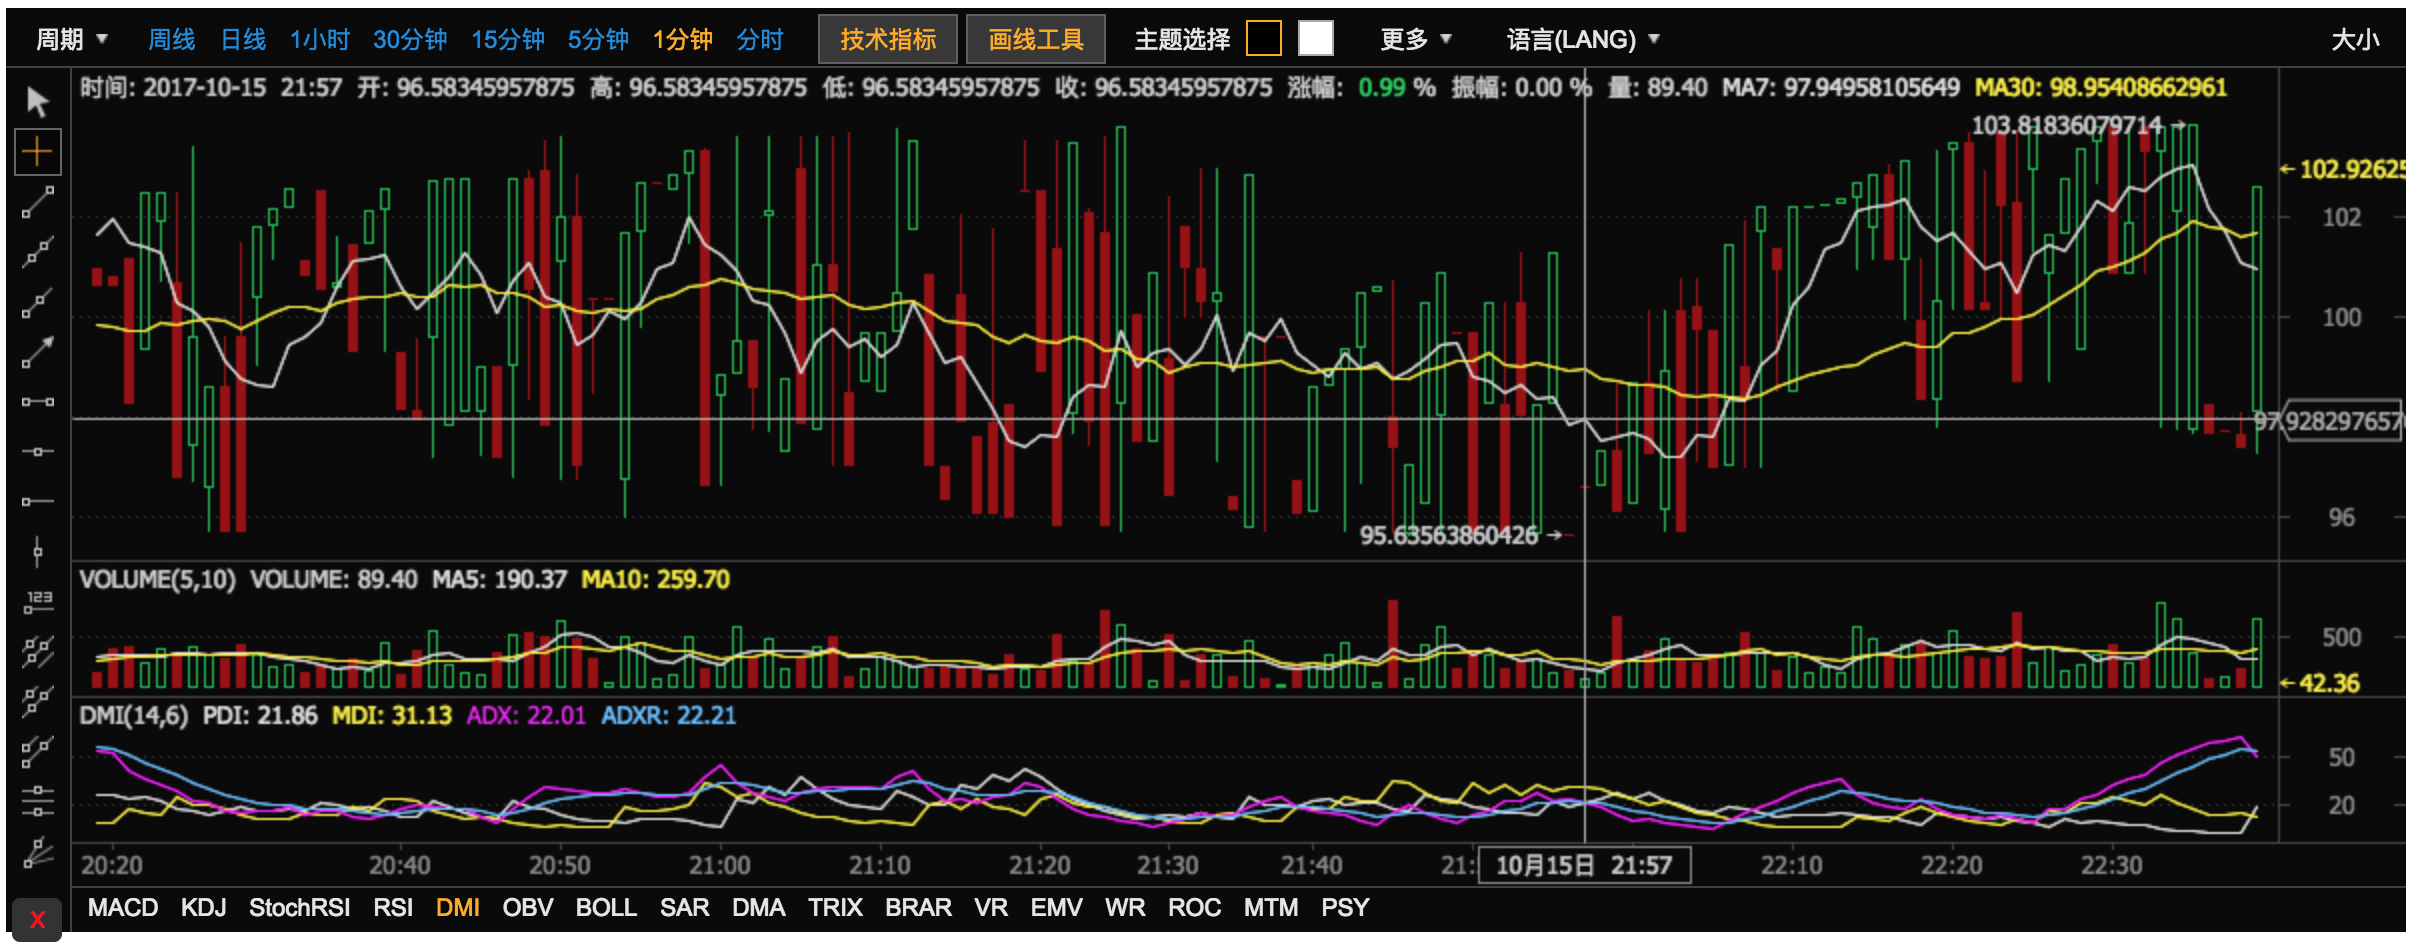 周期 ▼ 周线 日线 1小时 30分钟 15分钟 5分钟 1分钟 分时 技术指标 画线工具 主题选择 更多 ▼ 语言(LANG) ▼ 大小
时间: 2017-10-15 21:57 开: 96.58345957875 高: 96.58345957875 低: 96.58345957875 收: 96.58345957875 涨幅: 0.99 % 振幅: 0.00 % 量: 89.40 MA7: 97.94958105649 MA30: 98.95408662961
103.81836079714 →
←102.92625
102
100
97.9282976570
96
95.63563860426 →
VOLUME(5,10) VOLUME: 89.40 MA5: 190.37 MA10: 259.70
123
500
←42.36
DMI(14,6) PDI: 21.86 MDI: 31.13 ADX: 22.01 ADXR: 22.21
50
20
20:20 20:40 20:50 21:00 21:10 21:20 21:30 21:40 21: 10月15日 21:57 22:10 22:20 22:30
MACD KDJ StochRSI RSI DMI OBV BOLL SAR DMA TRIX BRAR VR EMV WR ROC MTM PSY
X